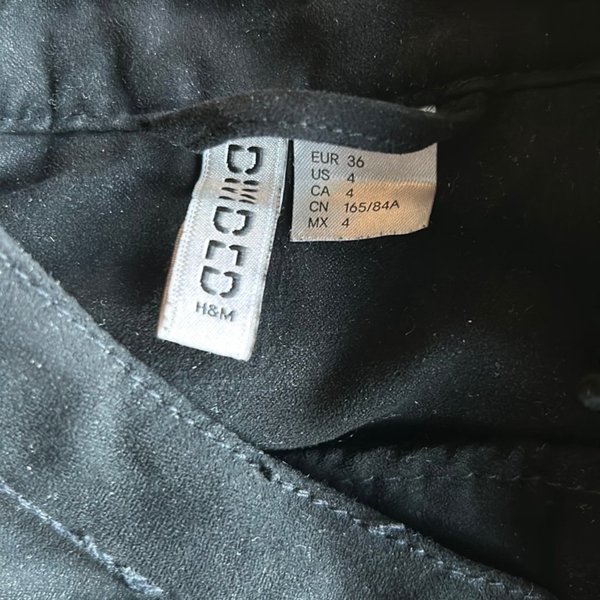 DIVIDED
H&M
EUR 36
US 4
CA 4
CN 165/84A
MX 4